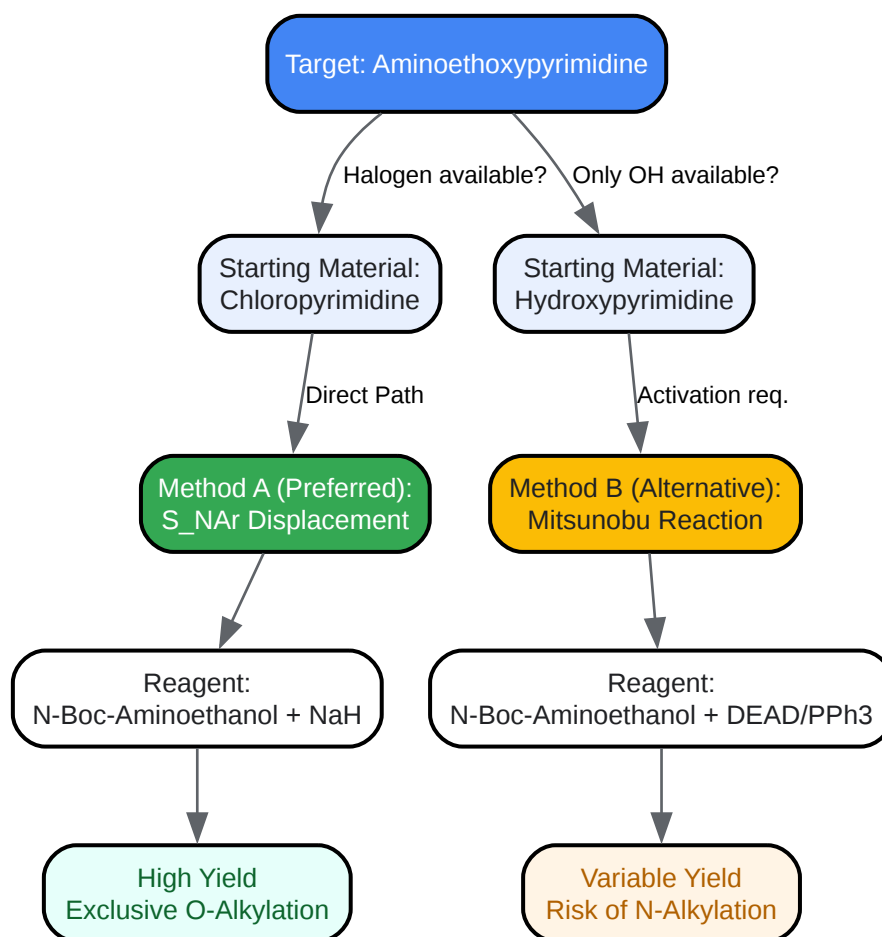 Target: Aminoethoxypyrimidine
Halogen available?
Only OH available?
Starting Material:
Chloropyrimidine
Starting Material:
Hydroxypyrimidine
Direct Path
Activation req.
Method A (Preferred):
S_NAr Displacement
Method B (Alternative):
Mitsunobu Reaction
Reagent:
N-Boc-Aminoethanol + NaH
Reagent:
N-Boc-Aminoethanol + DEAD/PPh3
High Yield
Exclusive O-Alkylation
Variable Yield
Risk of N-Alkylation